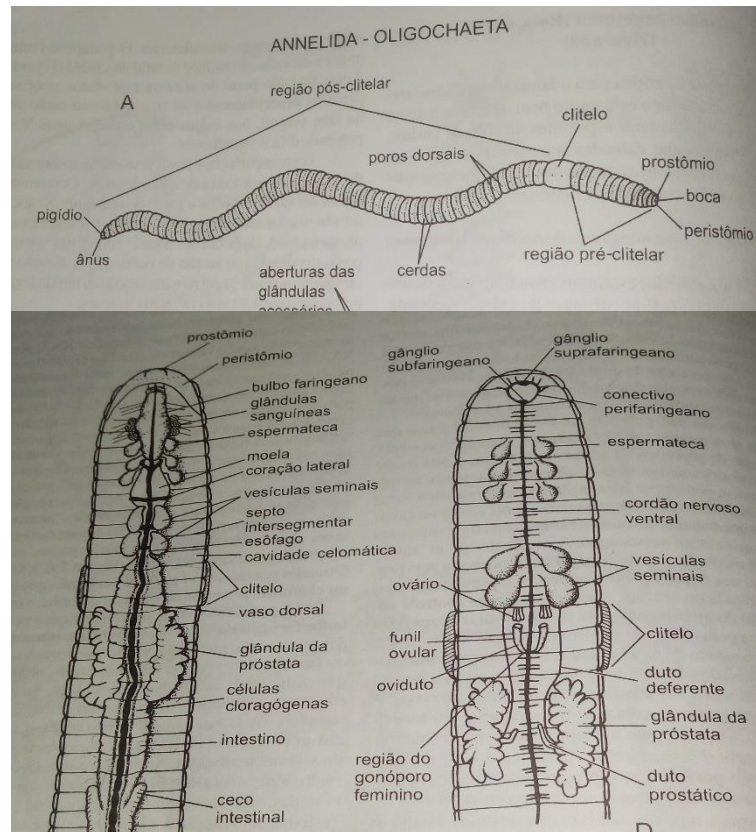 ANNELIDA - OLIGOCHAETA
A
região pós-clitelar
clitelo
poros dorsais
prostômio
boca
peristômio
pigídio
ânus
cerdas
região pré-clitelar
aberturas das
glândulas
prostômio
peristômio
bulbo faringeano
glândulas
sanguíneas
espermateca
moela
coração lateral
vesículas seminais
septo
intersegmentar
esôfago
cavidade celomática
clitelo
vaso dorsal
glândula da
próstata
células
cloragógenas
intestino
ceco
intestinal
gânglio
subfaringeano
gânglio
suprafaringeano
conectivo
perifaringeano
espermateca
cordão nervoso
ventral
vesículas
seminais
ovário
funil
ovular
oviduto
clitelo
duto
deferente
glândula da
próstata
região do
gonóporo
feminino
duto
prostático